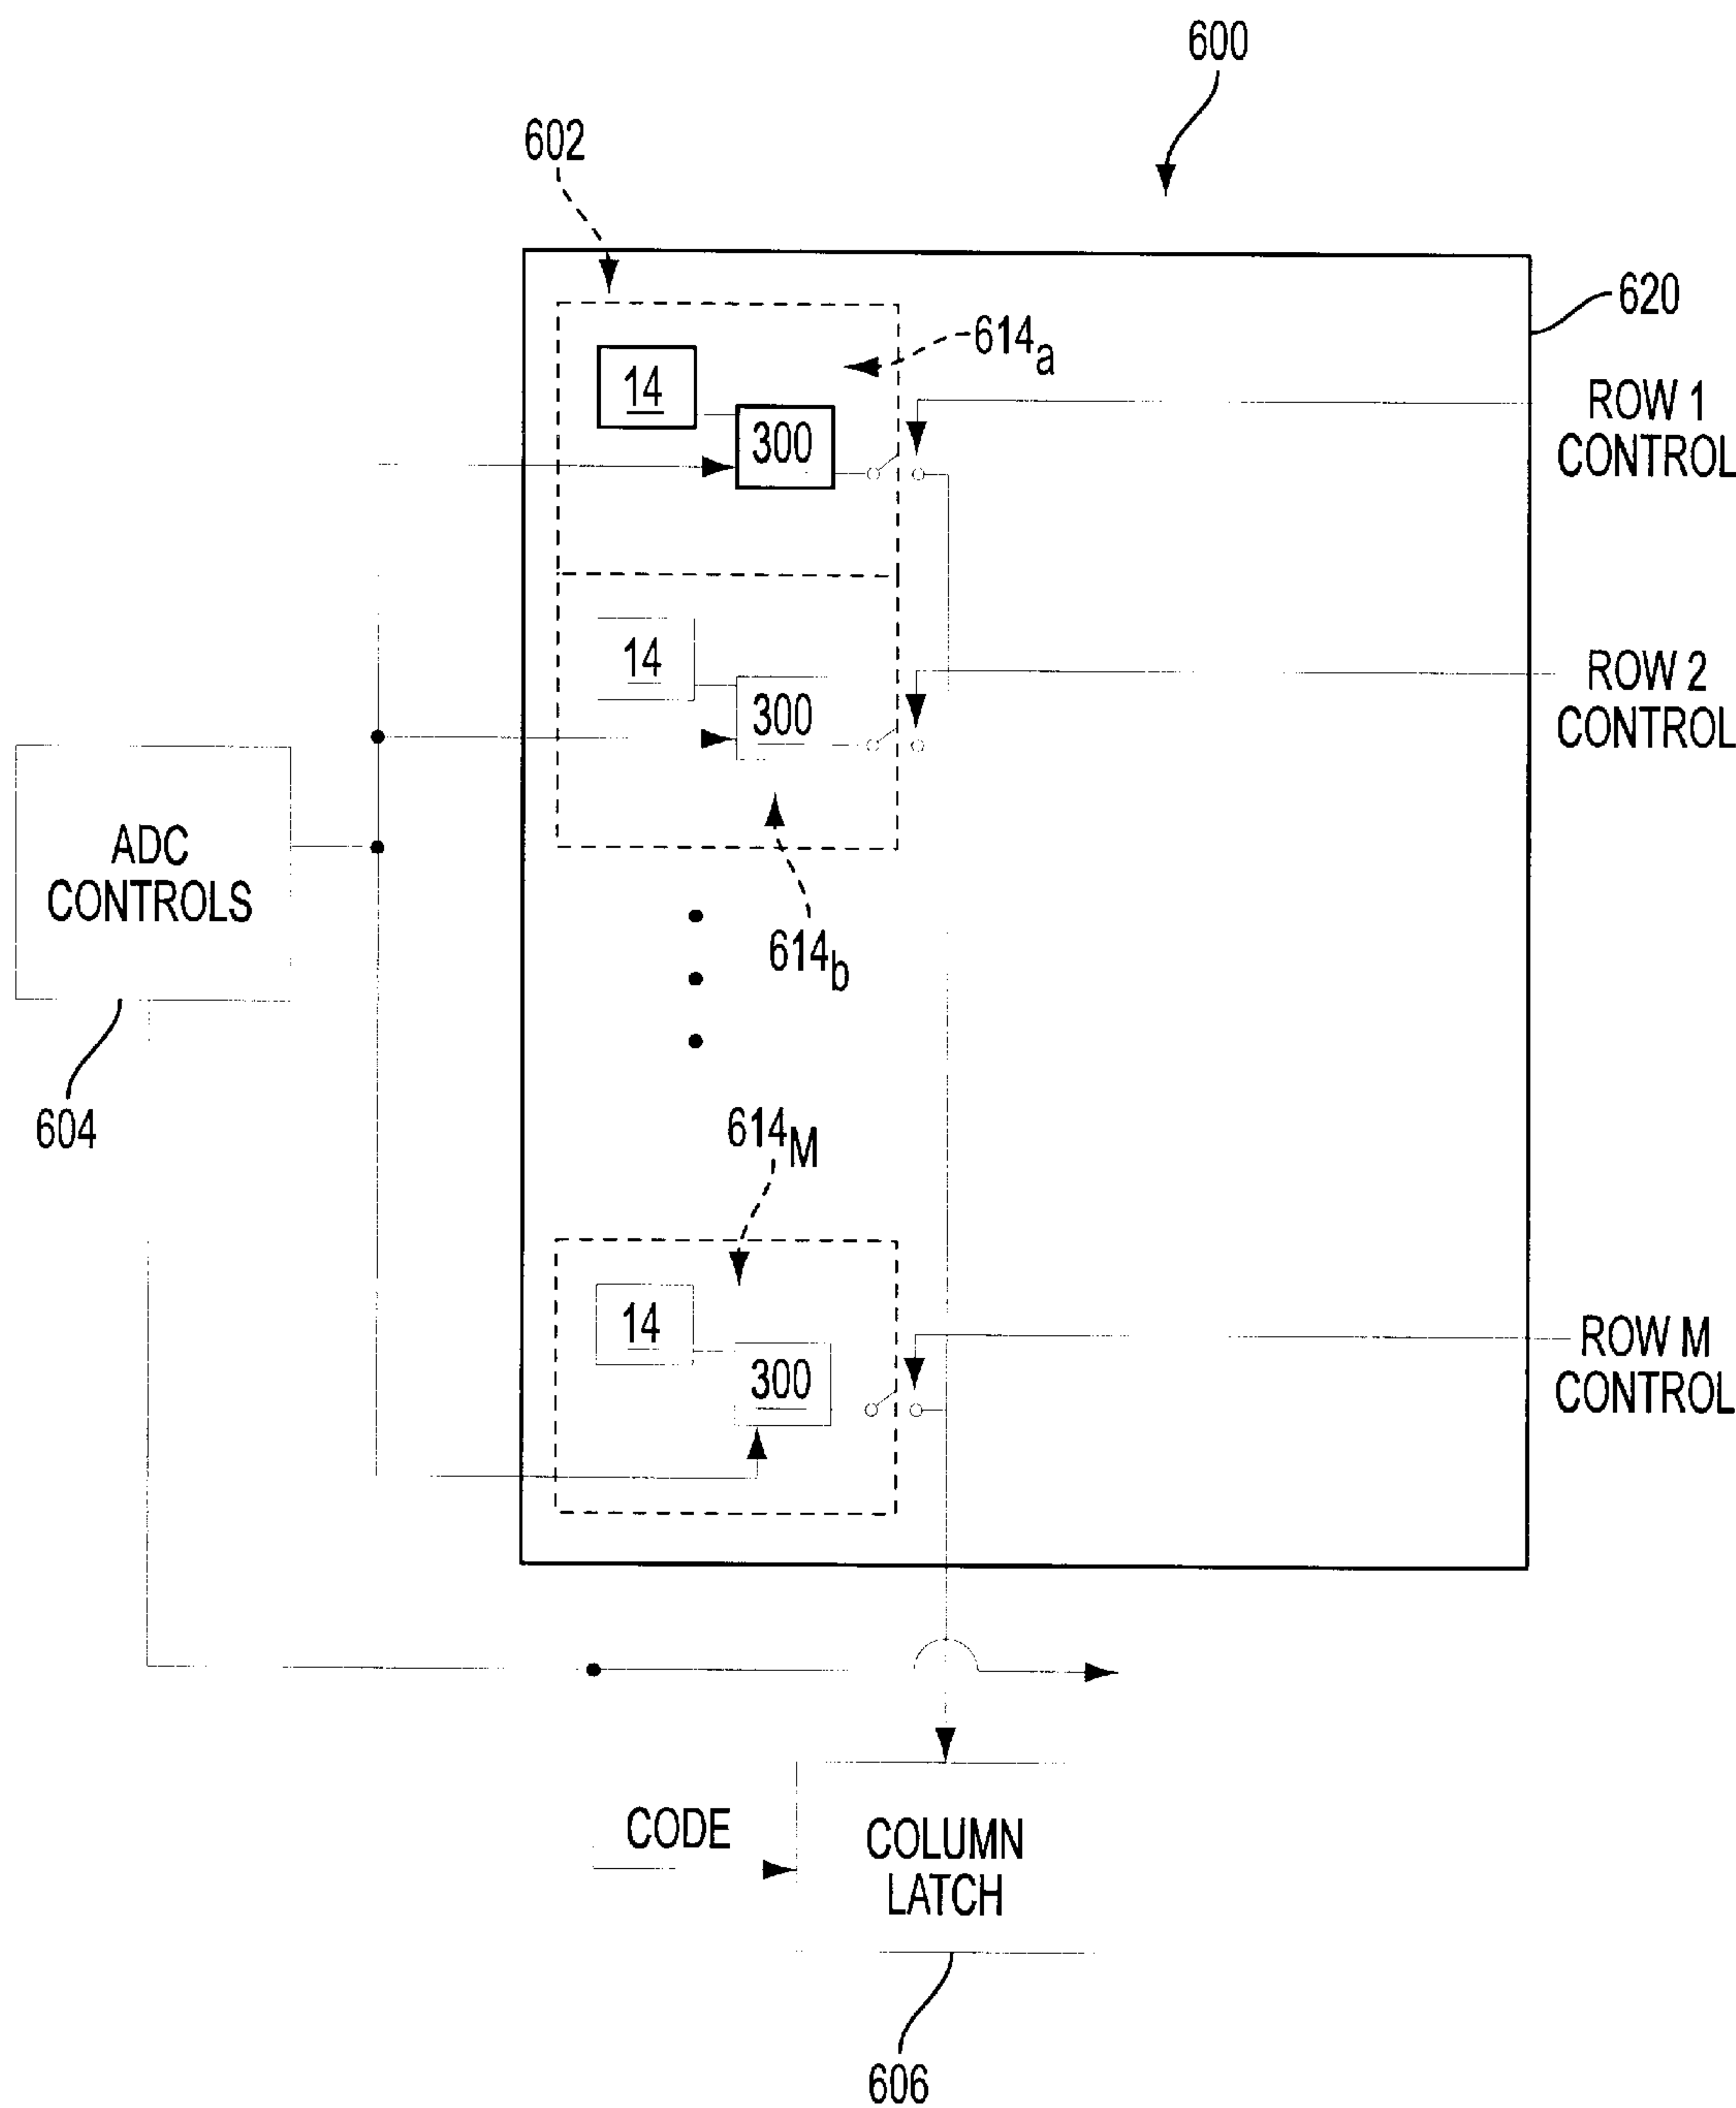 600
602
620
614a
14
300
ROW 1
CONTROL
14
300
ROW 2
CONTROL
ADC
CONTROLS
614b
604
614M
14
300
ROW M
CONTROL
CODE
COLUMN
LATCH
606